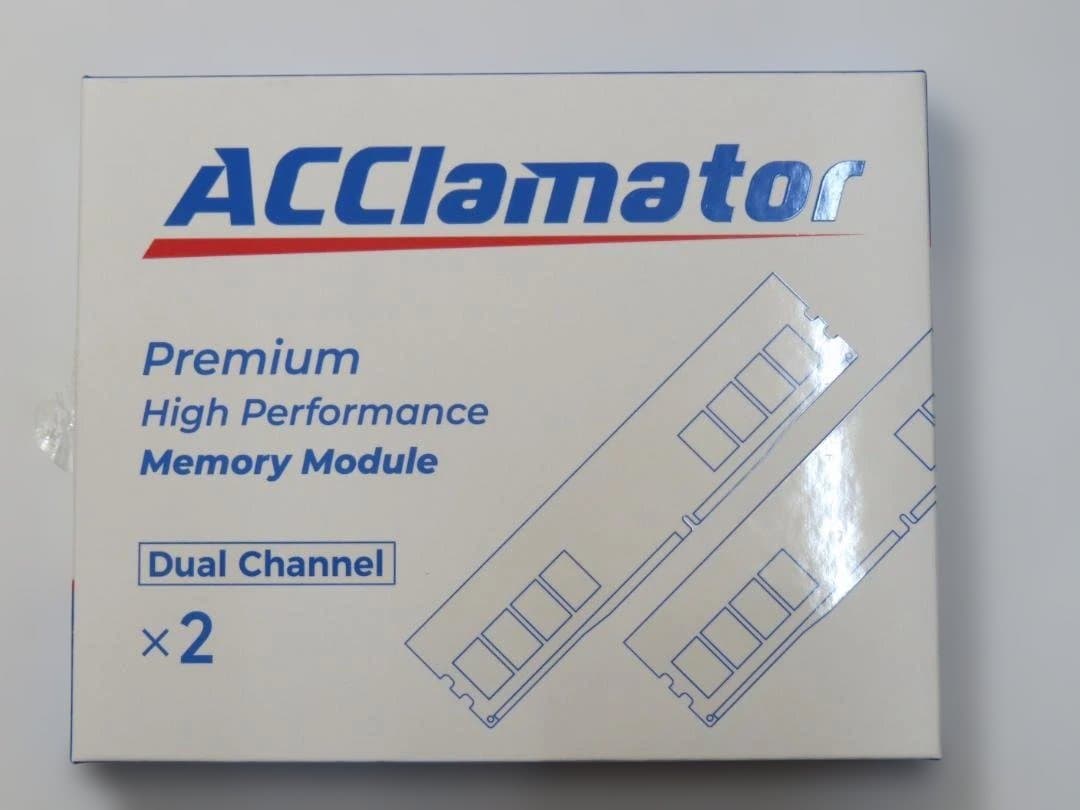 ACClamator
Premium
High Performance
Memory Module
Dual Channel
×2